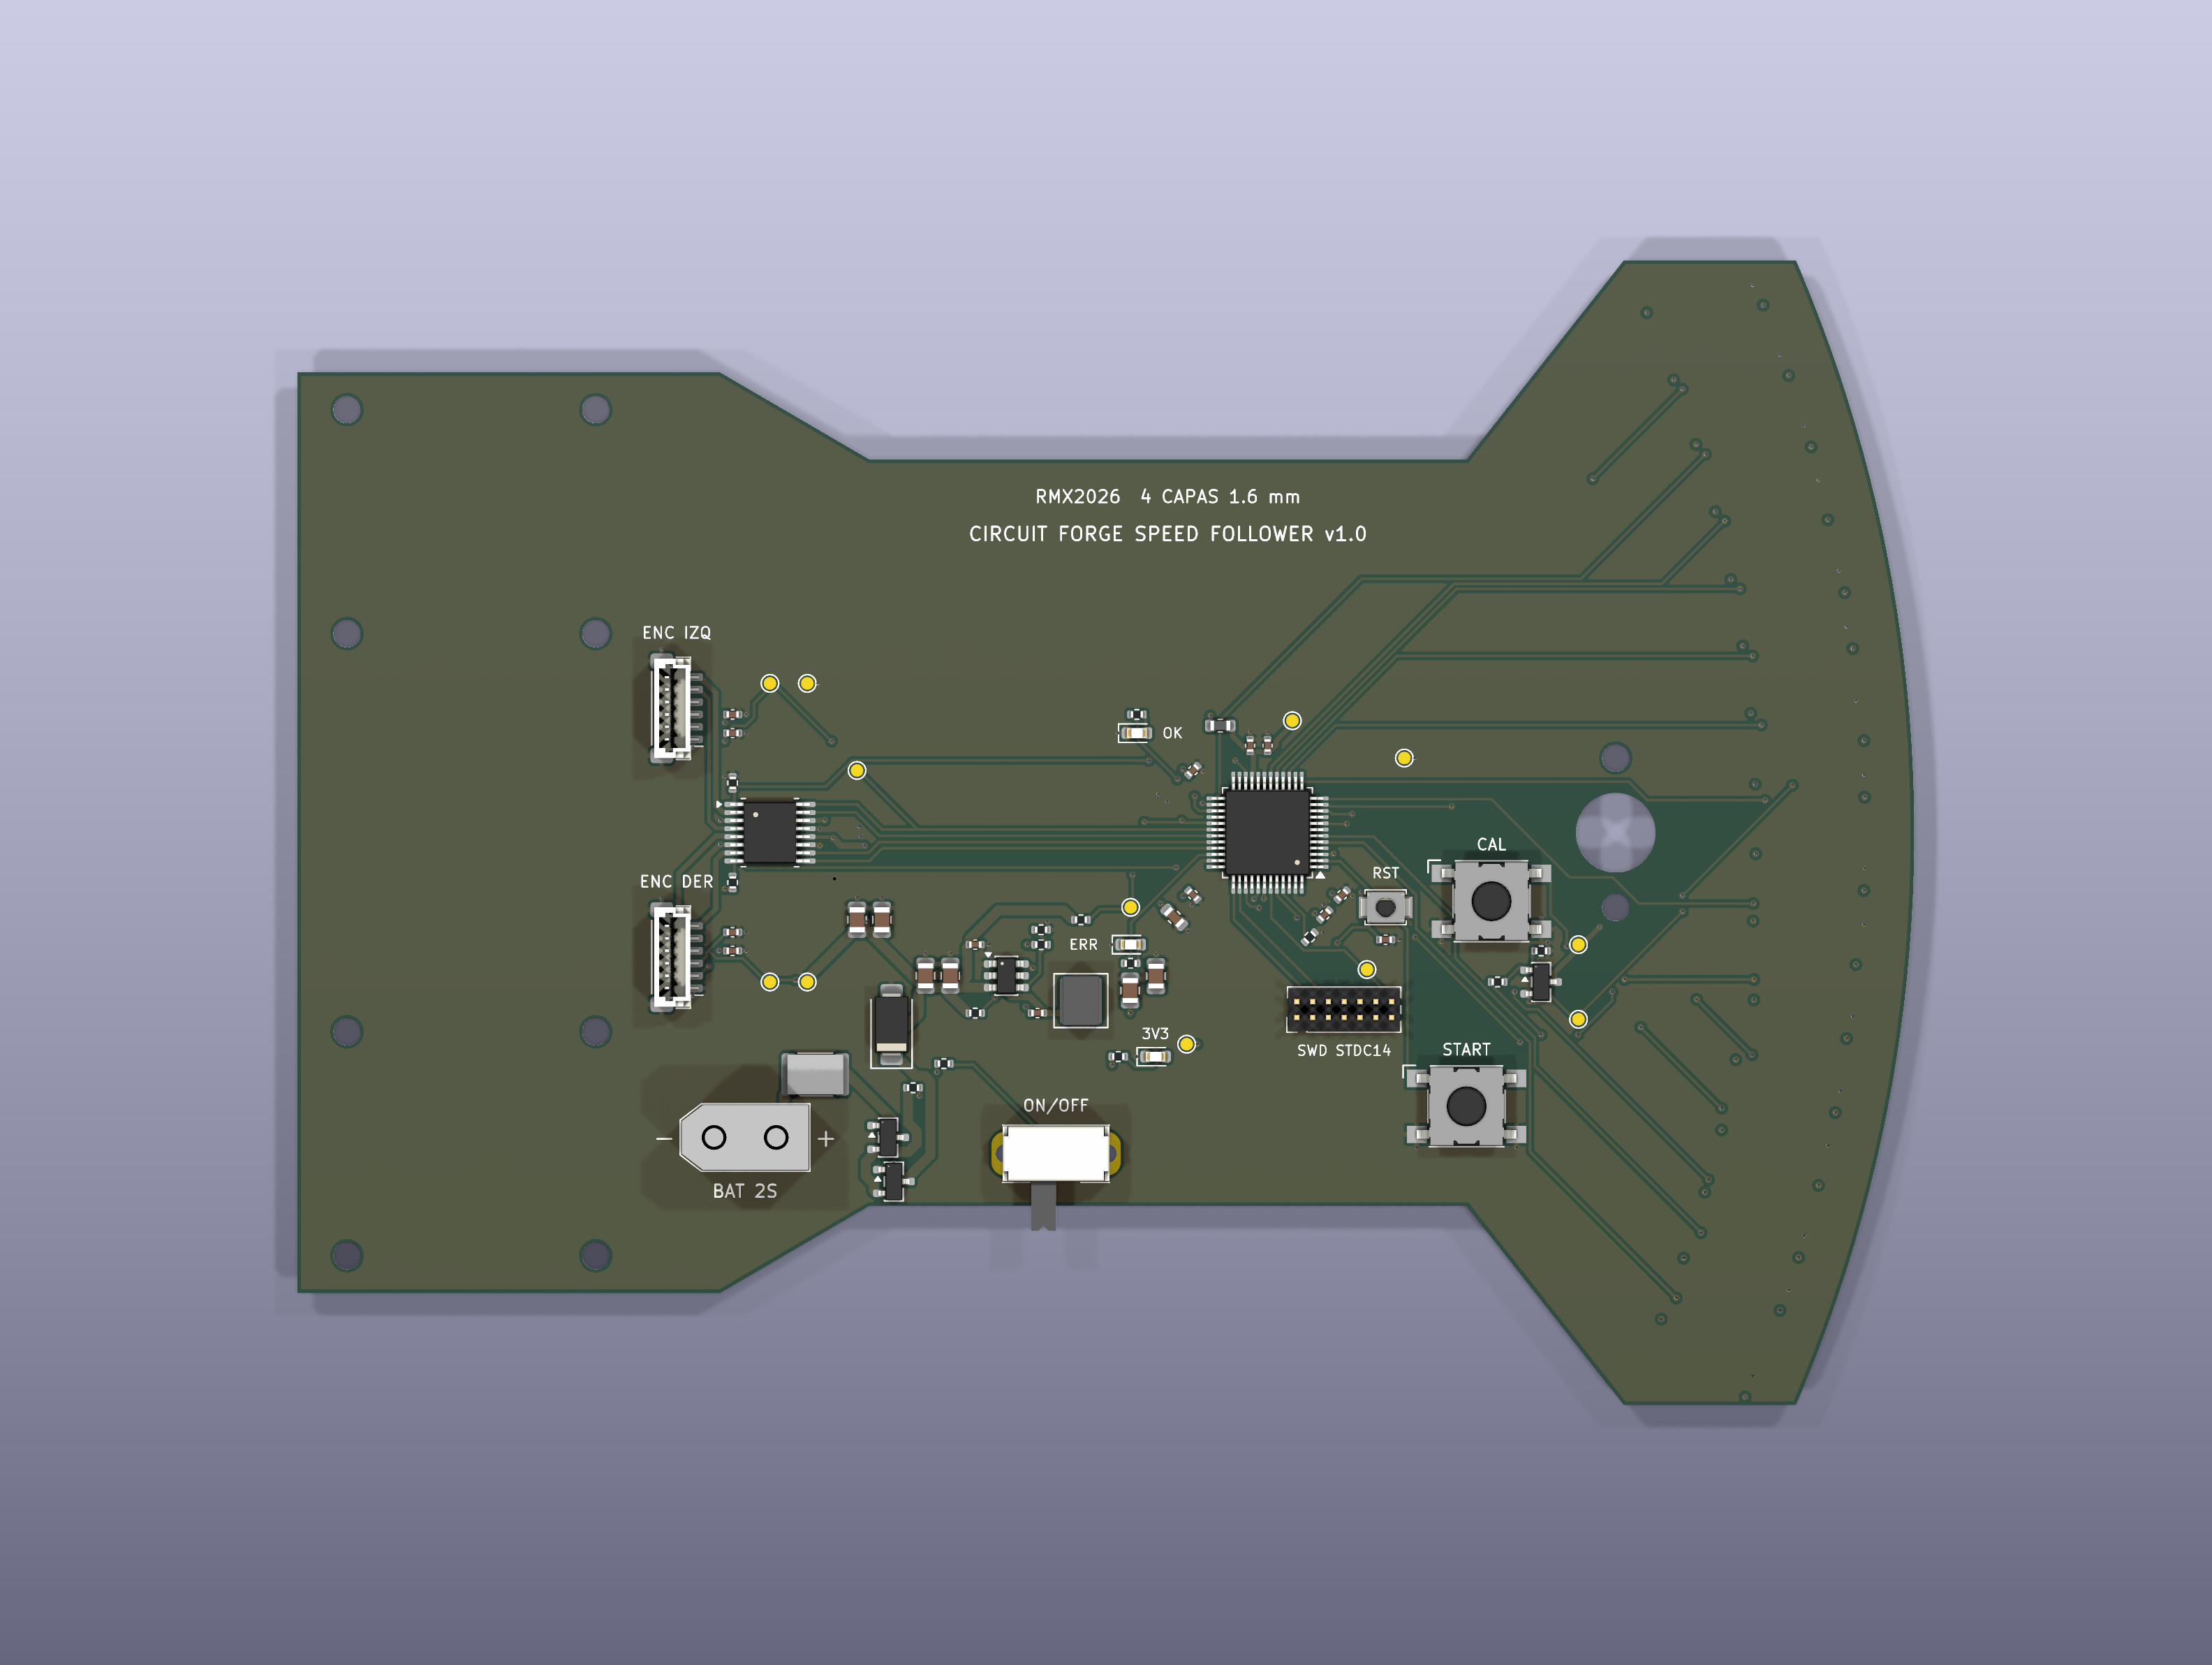 RMX2026 4 CAPAS 1.6 mm
CIRCUIT FORGE SPEED FOLLOWER v1.0
ENC IZQ
OK
CAL
RST
ENC DER
ERR
3V3
SWD STDC14
START
ON/OFF
− +
BAT 2S